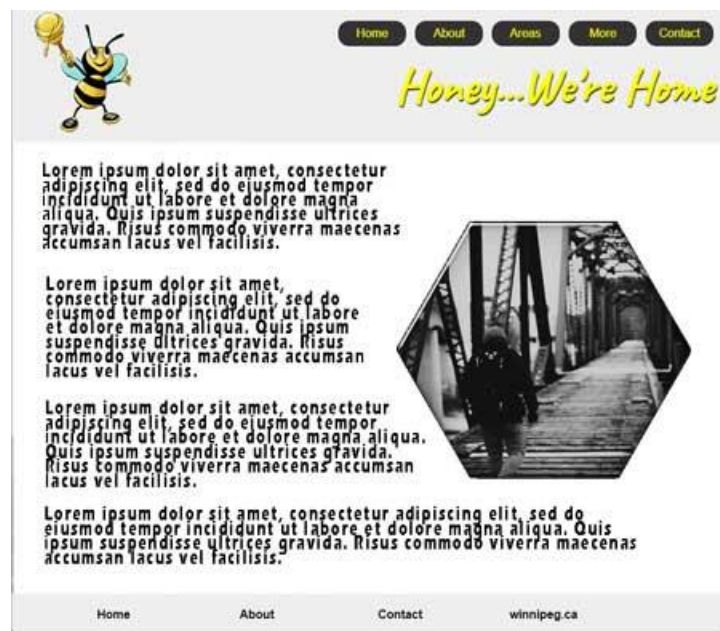 Home About Areas More Contact
Honey...We're Home
Lorem ipsum dolor sit amet, consectetur
adipiscing elit, sed do eiusmod tempor
incididunt ut labore et dolore magna
aliqua. Quis ipsum suspendisse ultrices
gravida. Risus commodo viverra maecenas
accumsan lacus vel facilisis.
Lorem ipsum dolor sit amet,
consectetur adipiscing elit, sed do
eiusmod tempor incididunt ut labore
et dolore magna aliqua. Quis ipsum
suspendisse ultrices gravida. Risus
commodo viverra maecenas accumsan
lacus vel facilisis.
Lorem ipsum dolor sit amet, consectetur
adipiscing elit, sed do eiusmod tempor
incididunt ut labore et dolore magna aliqua.
Quis ipsum suspendisse ultrices gravida.
Risus commodo viverra maecenas accumsan
lacus vel facilisis.
Lorem ipsum dolor sit amet, consectetur adipiscing elit, sed do
eiusmod tempor incididunt ut labore et dolore magna aliqua. Quis
ipsum suspendisse ultrices gravida. Risus commodo viverra maecenas
accumsan lacus vel facilisis.
Home About Contact winnipeg.ca